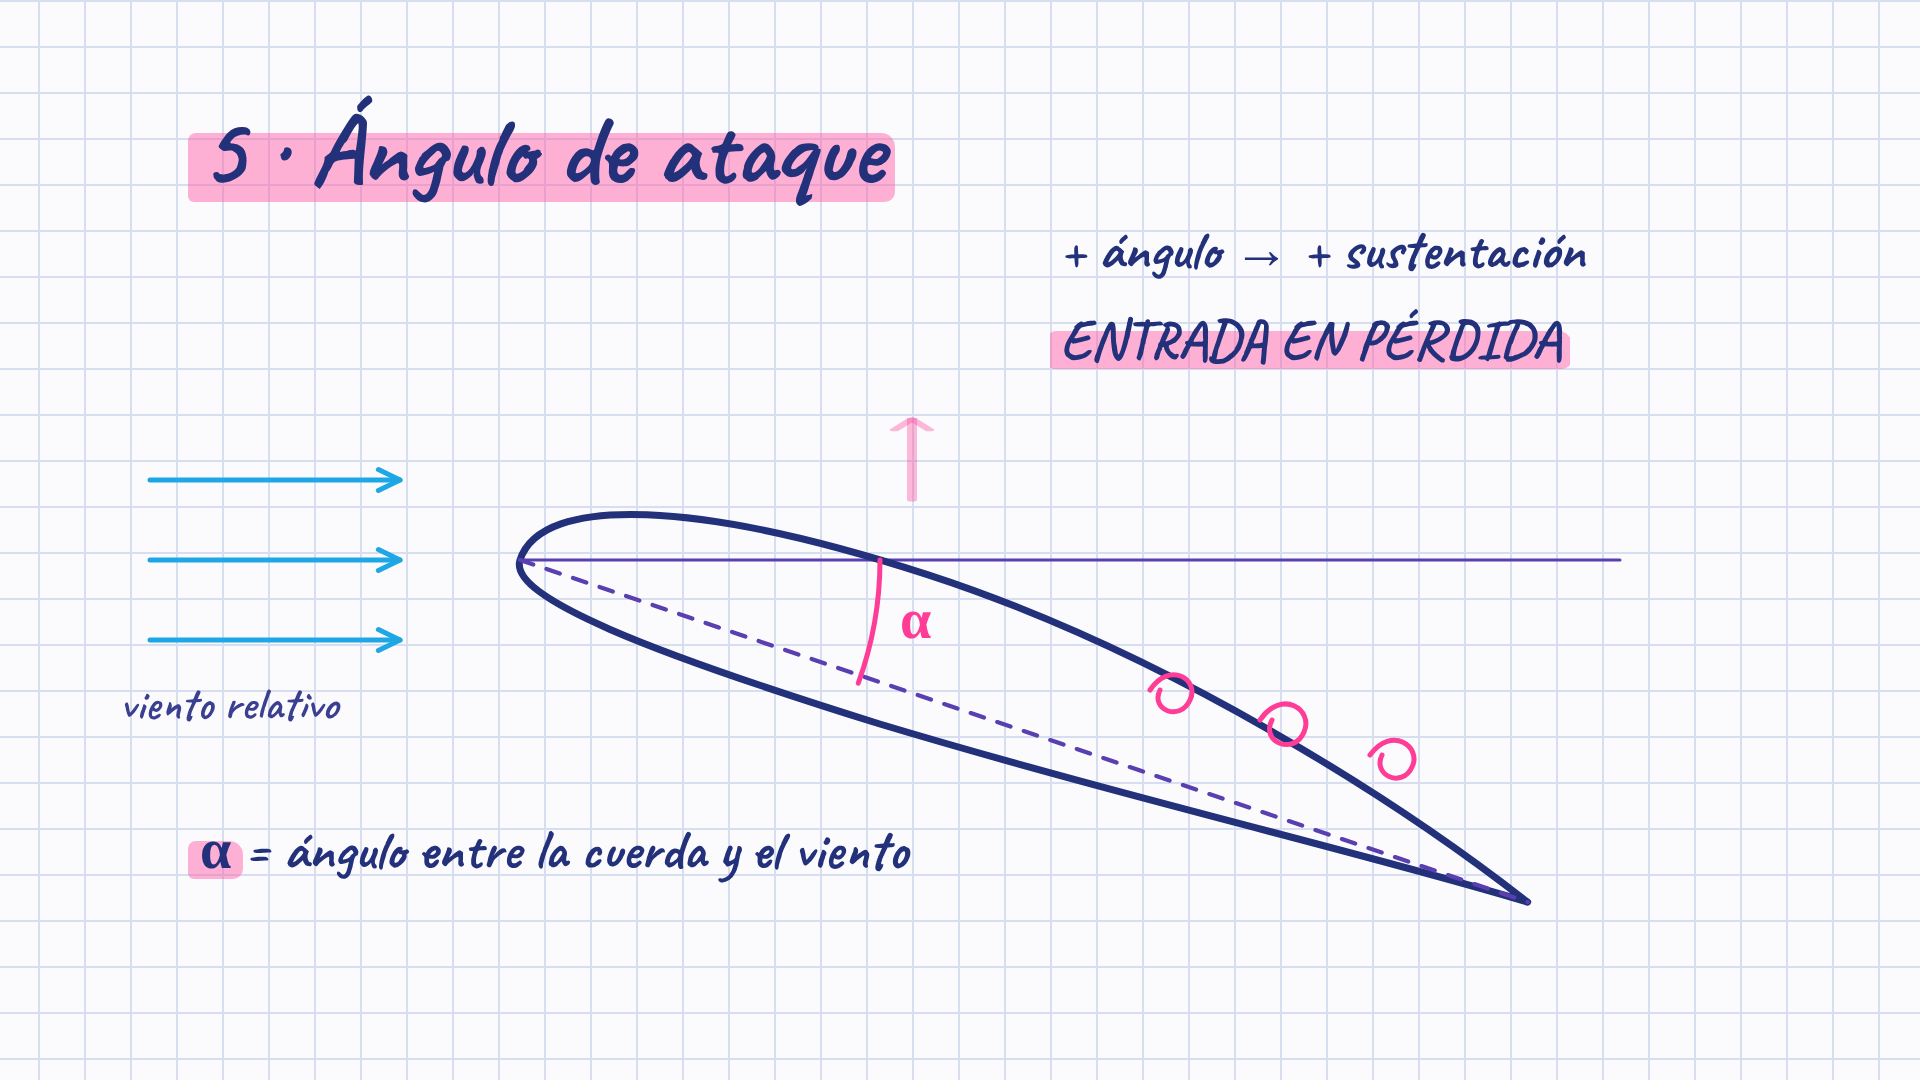 5 · Ángulo de ataque
+ ángulo → + sustentación
ENTRADA EN PÉRDIDA
α
viento relativo
α = ángulo entre la cuerda y el viento